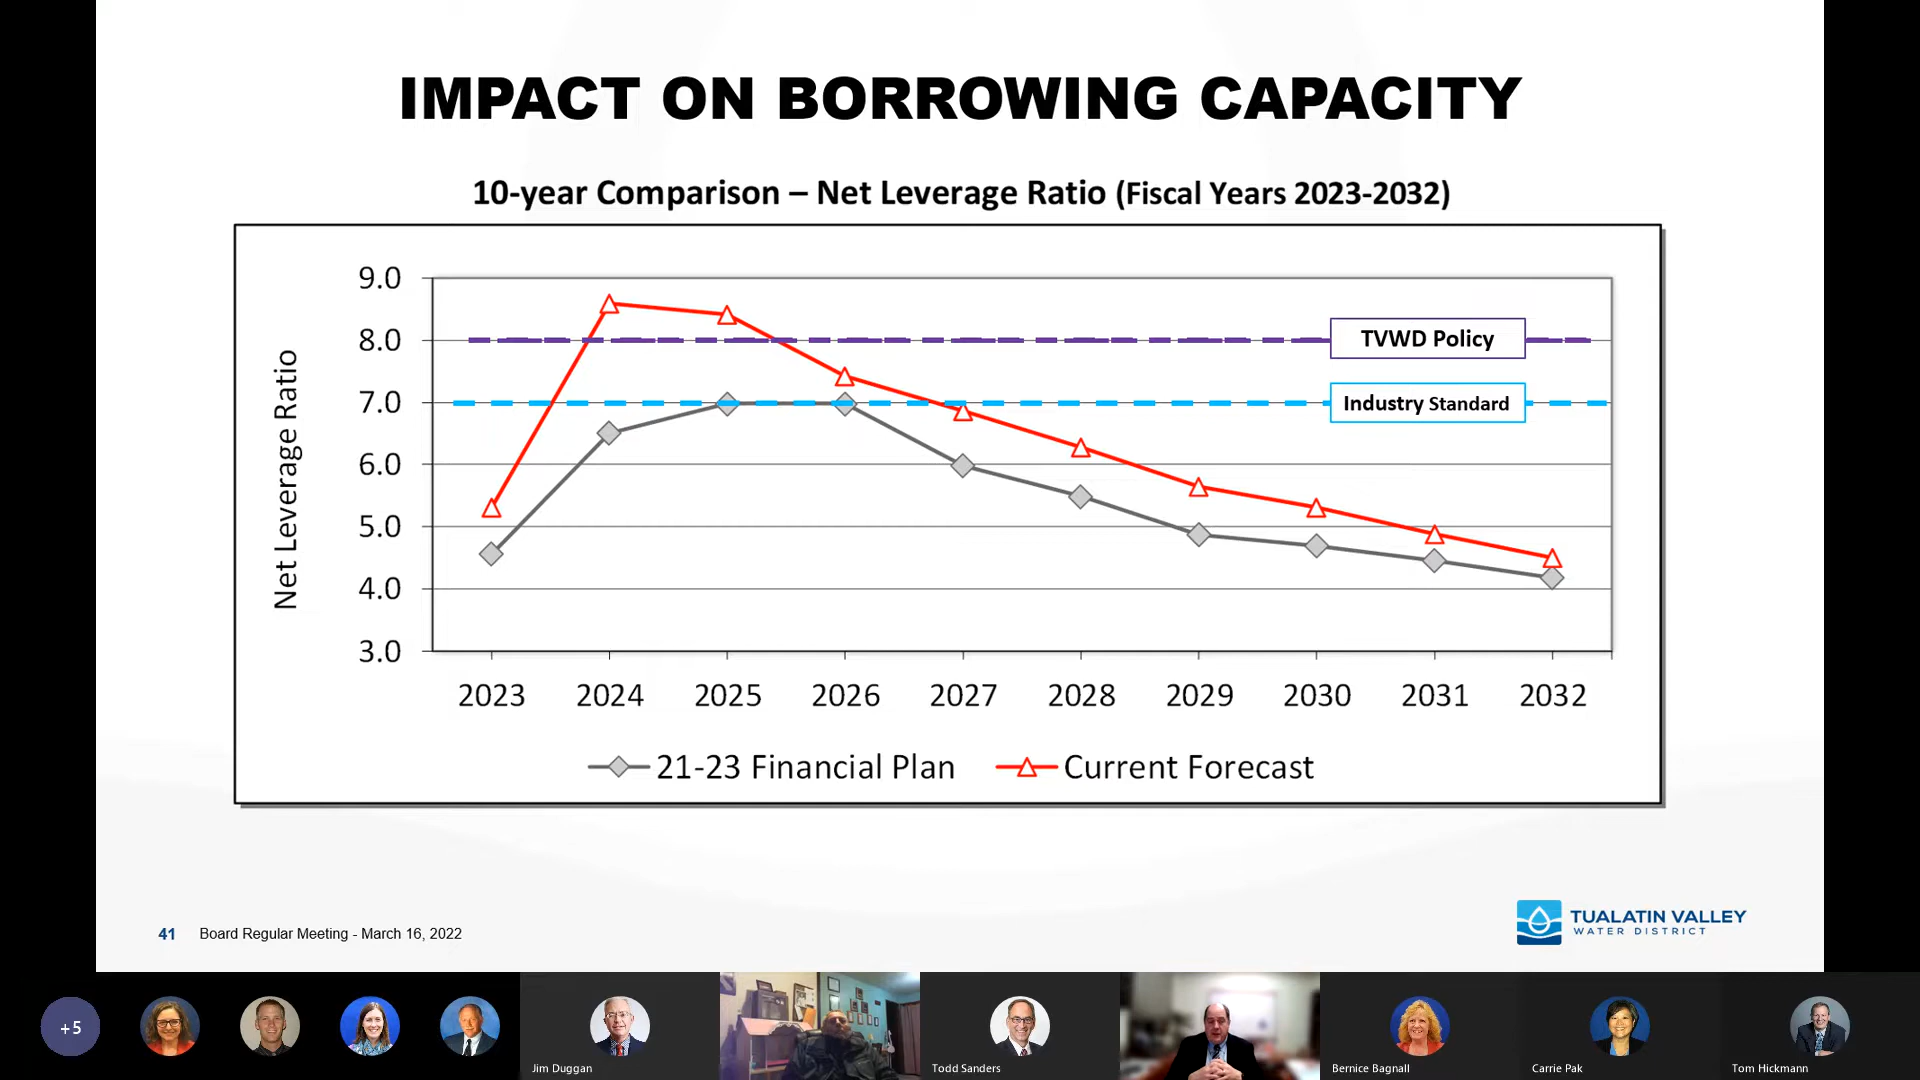 IMPACT ON BORROWING CAPACITY
10-year Comparison – Net Leverage Ratio (Fiscal Years 2023-2032)
Net Leverage Ratio
9.0
8.0
7.0
6.0
5.0
4.0
3.0
TVWD Policy
Industry Standard
2023 2024 2025 2026 2027 2028 2029 2030 2031 2032
21-23 Financial Plan Current Forecast
41 Board Regular Meeting - March 16, 2022
TUALATIN VALLEY
WATER DISTRICT
+5
Jim Duggan
Todd Sanders
Bernice Bagnall
Carrie Pak
Tom Hickmann